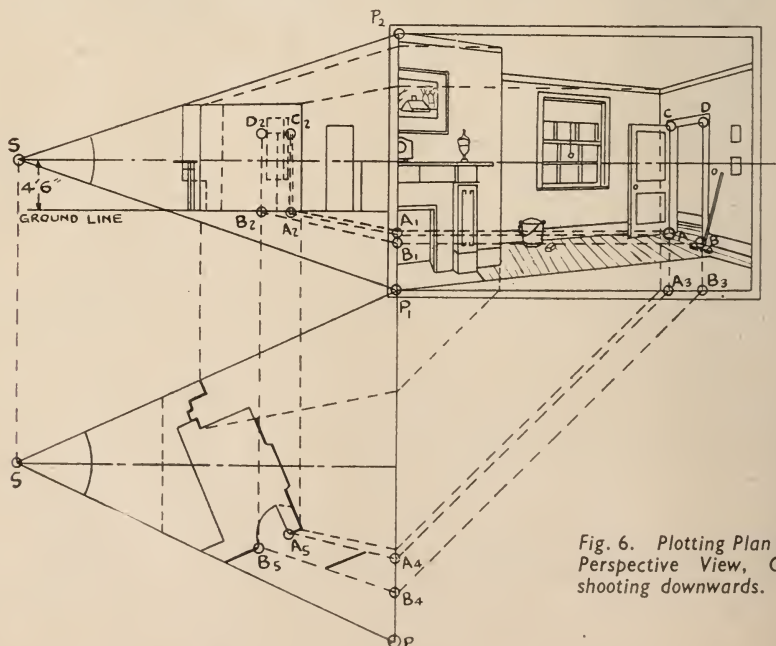 P2
S
D2 C2
C D
4'6"
GROUND LINE
B2 A2
A1
B1
A B
P1
A3 B3
S
A5
B5
A4
B4
P
Fig. 6. Plotting Plan
Perspective View,
shooting downwards.